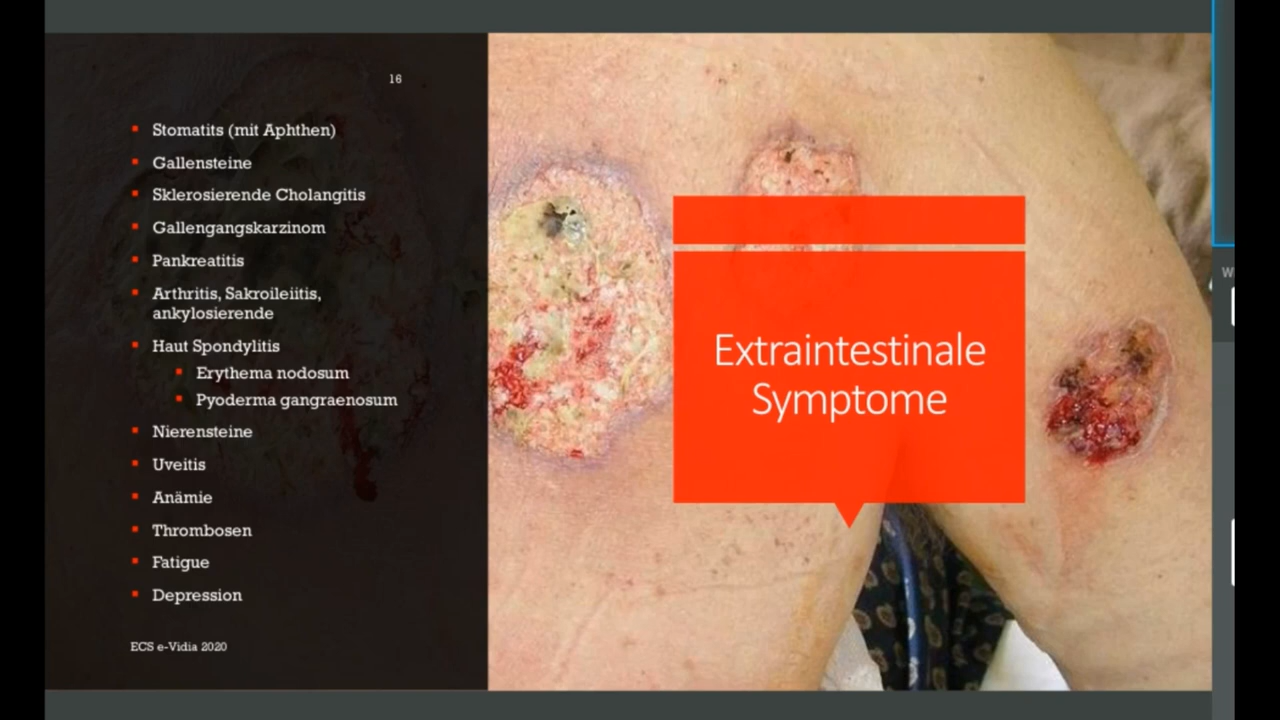 16
Stomatits (mit Aphthen)
Gallensteine
Sklerosierende Cholangitis
Gallengangskarzinom
Pankreatitis
Arthritis, Sakroileiitis,
ankylosierende
Haut Spondylitis
Erythema nodosum
Pyoderma gangraenosum
Nierensteine
Uveitis
Anämie
Thrombosen
Fatigue
Depression
ECS e-Vidia 2020
Extraintestinale
Symptome